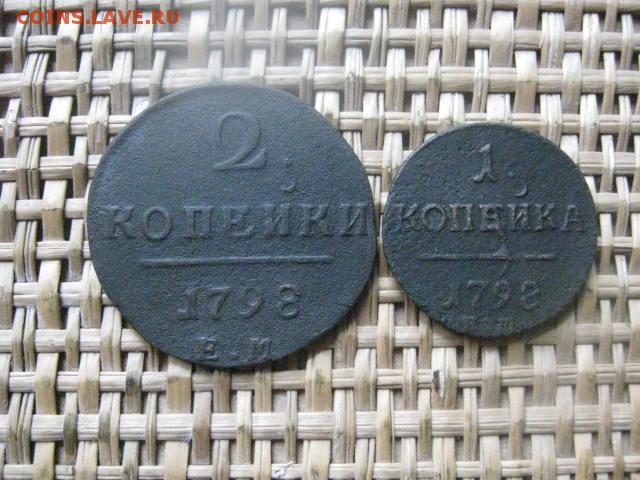 COINS.LAVE.RU
2
КОПЕЙКИ
1798
Е.М
1
КОПЕЙКА
1798